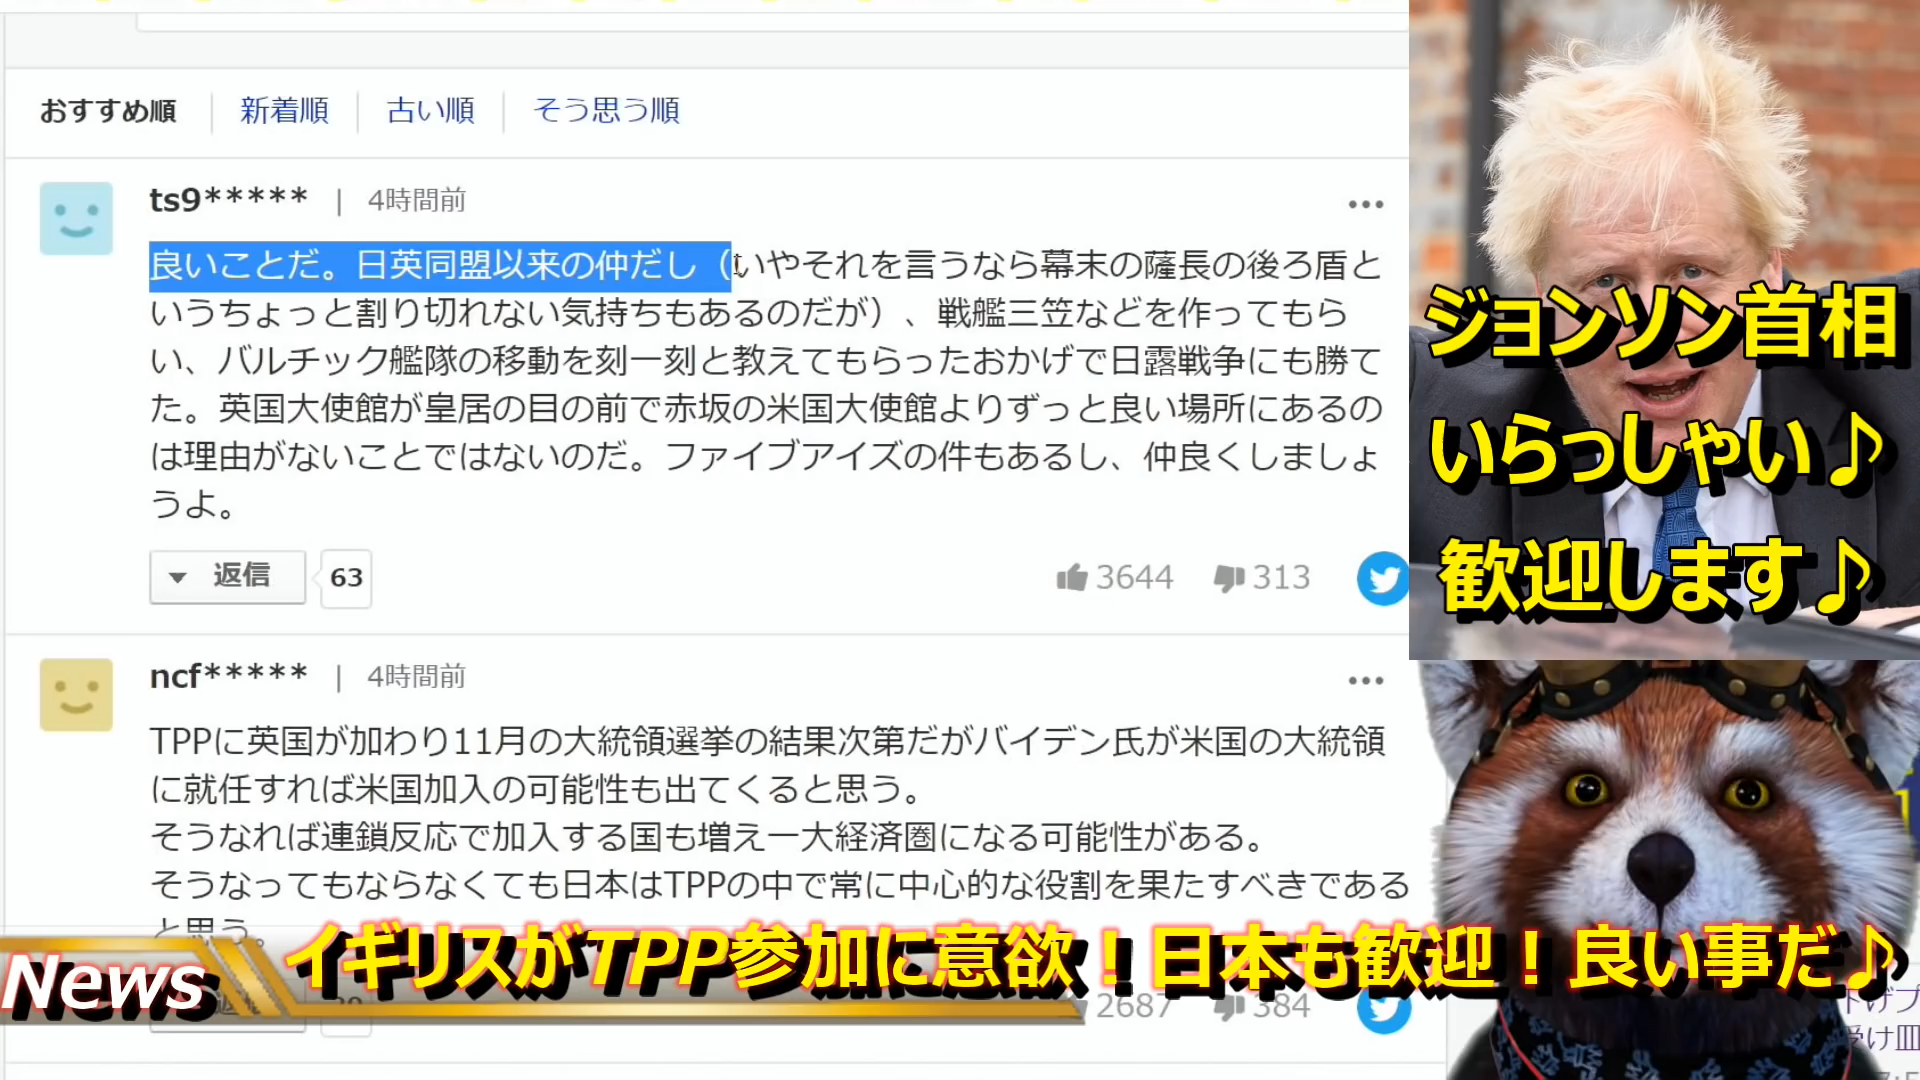 おすすめ順 新着順 古い順 そう思う順
ts9***** | 4時間前
良いことだ。日英同盟以来の仲だし（いやそれを言うなら幕末の薩長の後ろ盾と
いうちょっと割り切れない気持ちもあるのだが）、戦艦三笠などを作ってもら
い、バルチック艦隊の移動を刻一刻と教えてもらったおかげで日露戦争にも勝て
た。英国大使館が皇居の目の前で赤坂の米国大使館よりずっと良い場所にあるの
は理由がないことではないのだ。ファイブアイズの件もあるし、仲良くしましょ
うよ。
返信 63 3644 313
ncf***** | 4時間前
TPPに英国が加わり11月の大統領選挙の結果次第だがバイデン氏が米国の大統領
に就任すれば米国加入の可能性も出てくると思う。
そうなれば連鎖反応で加入する国も増え一大経済圏になる可能性がある。
そうなってもならなくても日本はTPPの中で常に中心的な役割を果たすべきである
と思う。
2687 384
ジョンソン首相
いらっしゃい♪
歓迎します♪
News イギリスがTPP参加に意欲！日本も歓迎！良い事だ♪
下げプ
受け皿